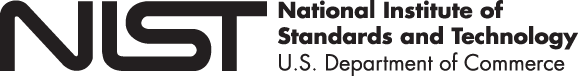 NIST
National Institute of
Standards and Technology
U.S. Department of Commerce